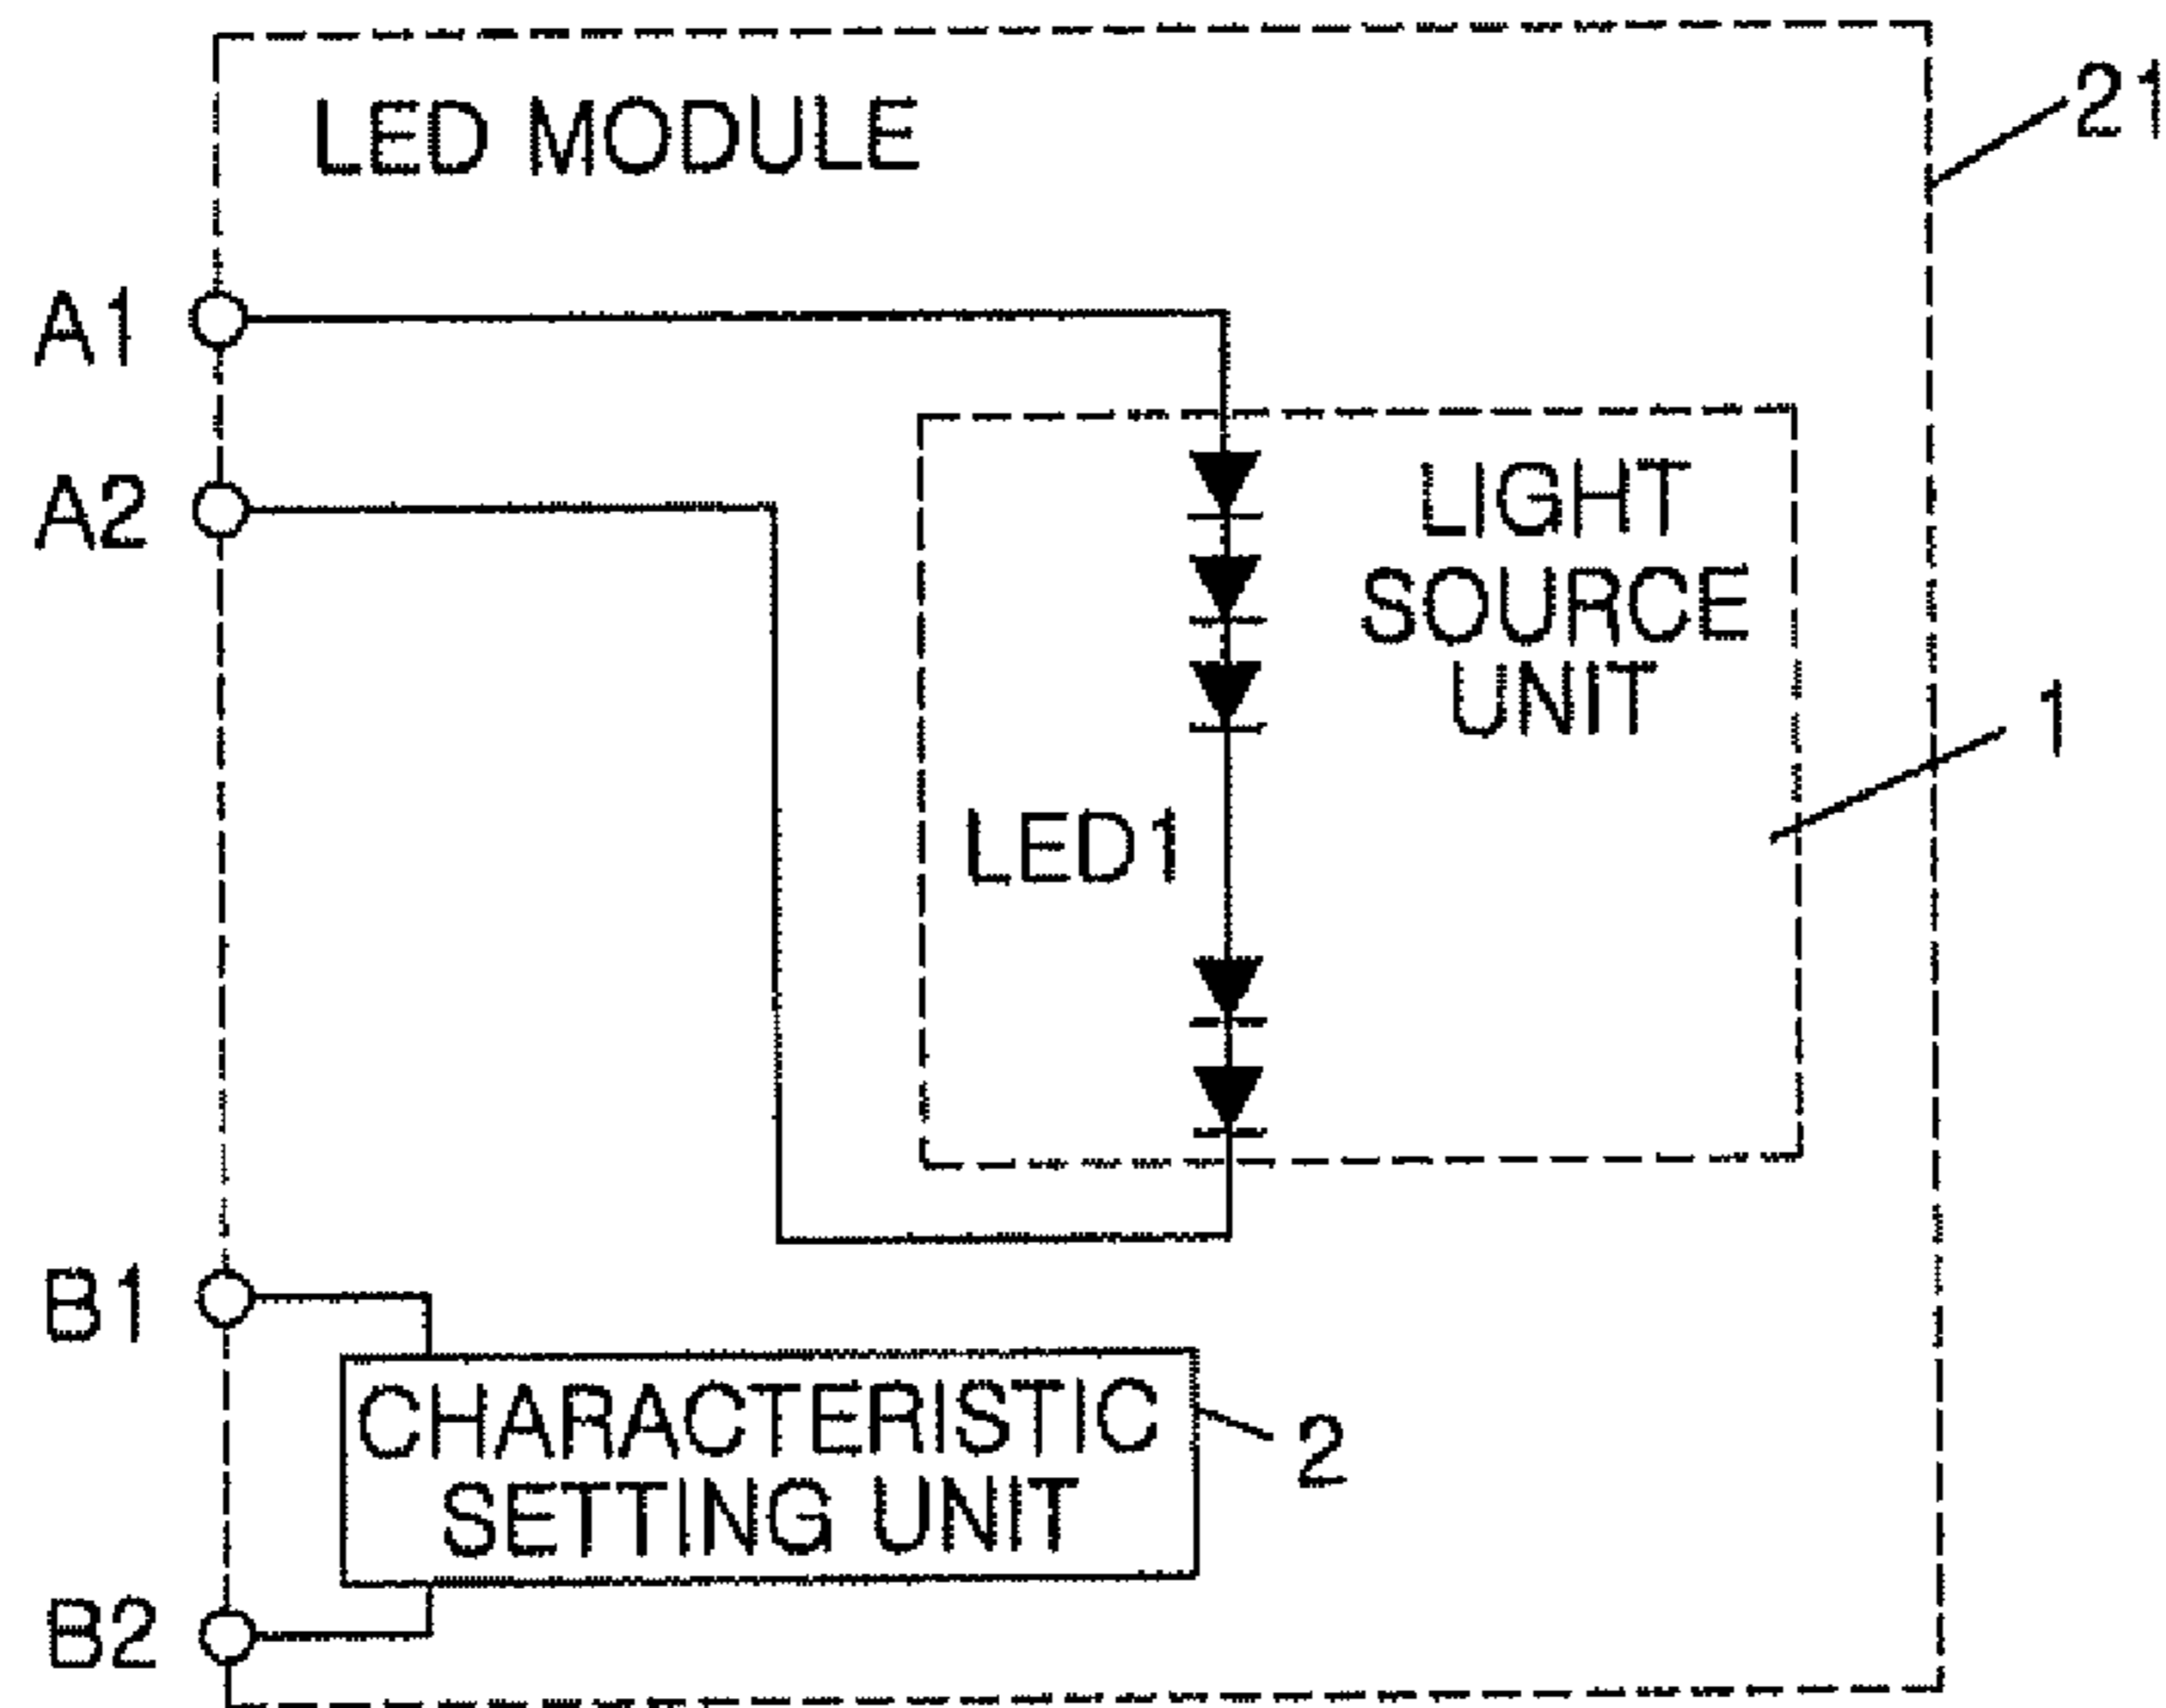 LED MODULE
21
A1
A2
LIGHT
SOURCE
UNIT
1
LED1
B1
CHARACTERISTIC
SETTING UNIT
2
B2